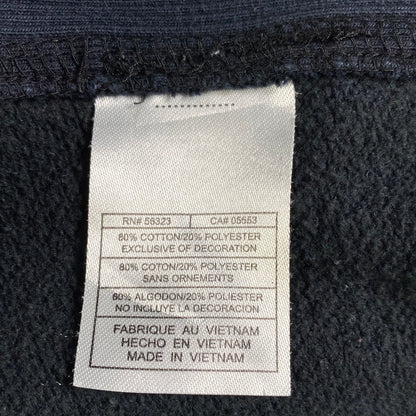 RN# 56323 CA# 05553
80% COTTON/20% POLYESTER
EXCLUSIVE OF DECORATION
80% COTON/20% POLYESTER
SANS ORNEMENTS
80% ALGODON/20% POLIESTER
NO INCLUYE LA DECORACION
FABRIQUE AU VIETNAM
HECHO EN VIETNAM
MADE IN VIETNAM